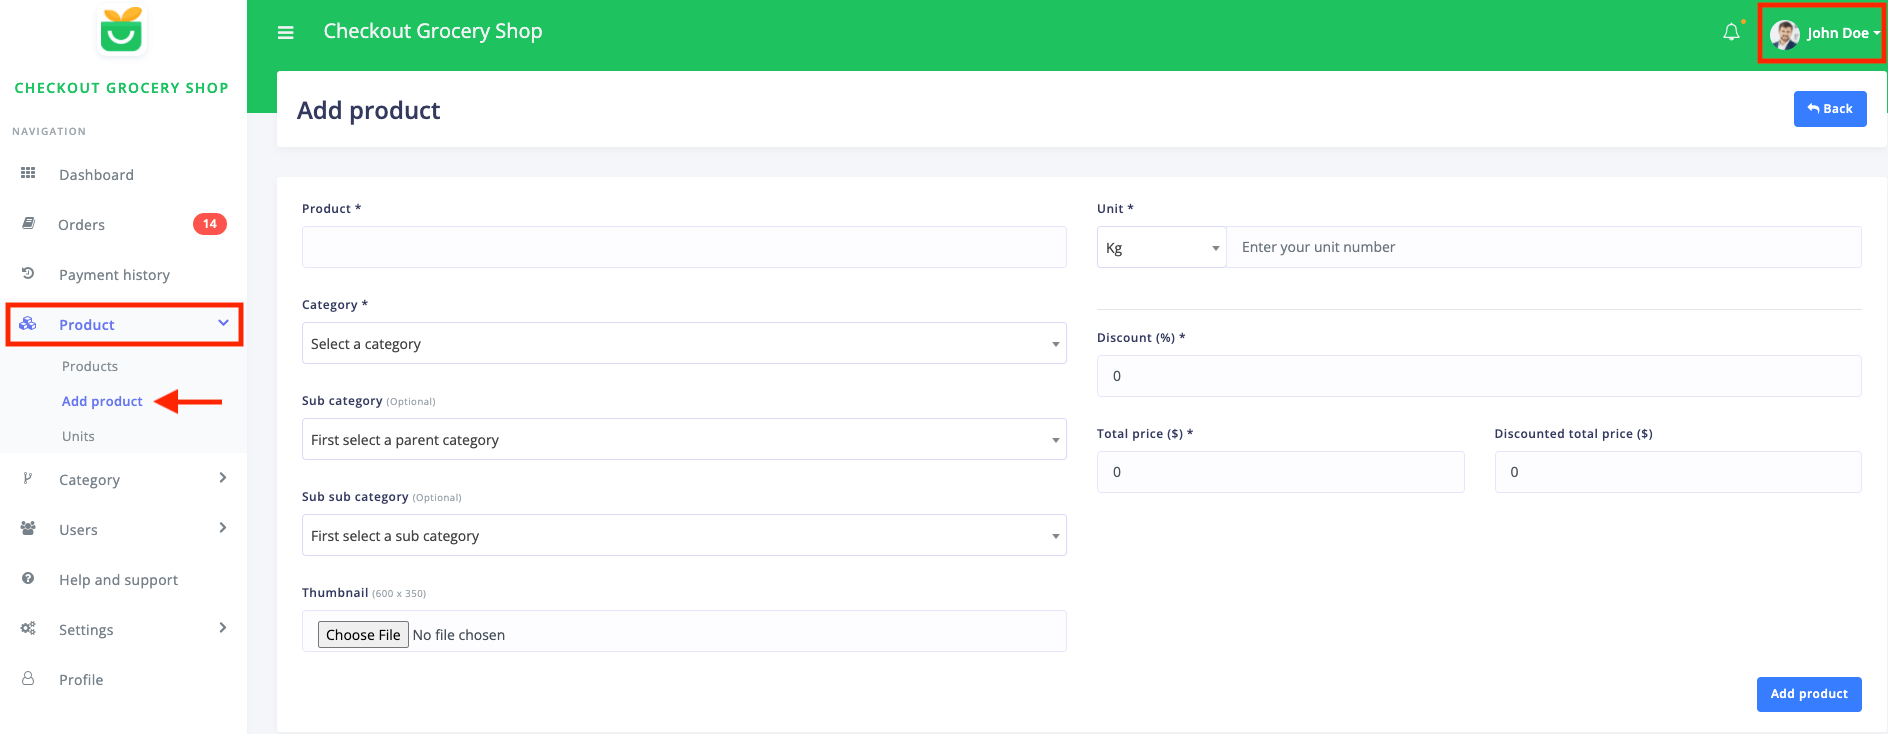 Checkout Grocery Shop
John Doe
CHECKOUT GROCERY SHOP
NAVIGATION
Dashboard
Orders 14
Payment history
Product
Products
Add product
Units
Category
Users
Help and support
Settings
Profile
Add product
Back
Product *
Category *
Select a category
Sub category (Optional)
First select a parent category
Sub sub category (Optional)
First select a sub category
Thumbnail (600 x 350)
Choose File No file chosen
Unit *
Kg Enter your unit number
Discount (%) *
0
Total price ($) * Discounted total price ($)
0 0
Add product